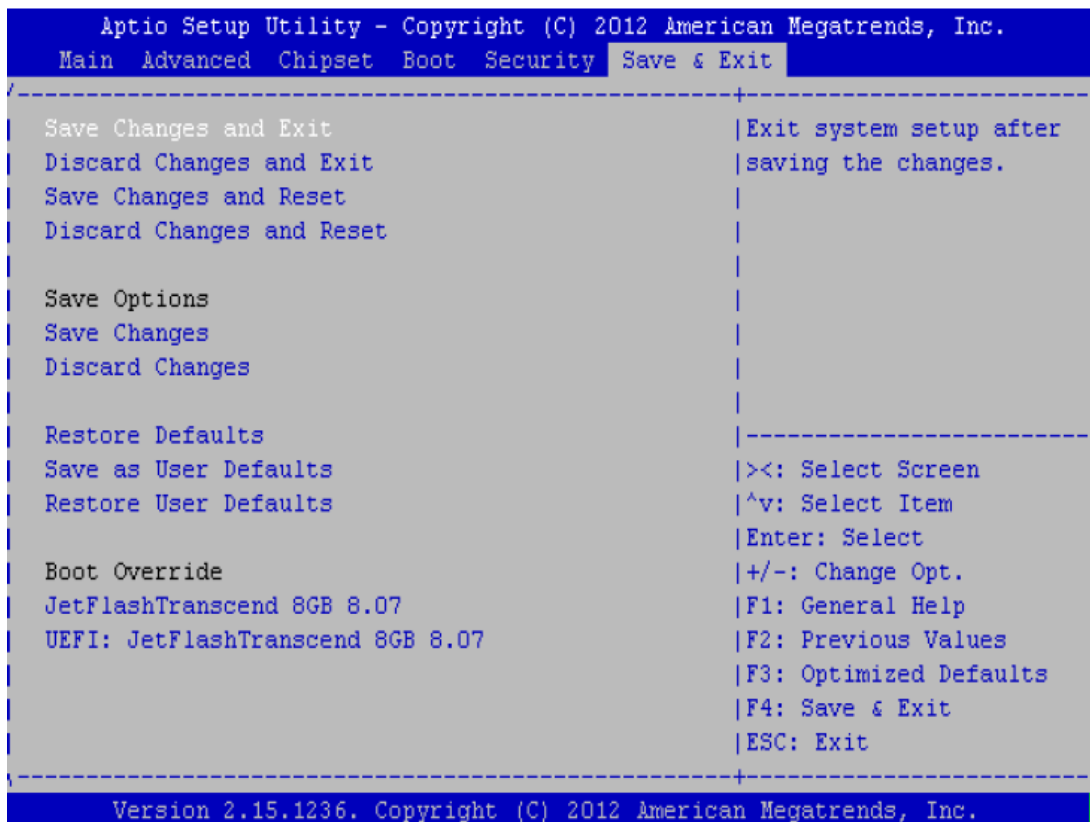 Aptio Setup Utility - Copyright (C) 2012 American Megatrends, Inc.
Main Advanced Chipset Boot Security Save & Exit
Save Changes and Exit
Discard Changes and Exit
Save Changes and Reset
Discard Changes and Reset
Save Options
Save Changes
Discard Changes
Restore Defaults
Save as User Defaults
Restore User Defaults
Boot Override
JetFlashTranscend 8GB 8.07
UEFI: JetFlashTranscend 8GB 8.07
Exit system setup after
saving the changes.
><: Select Screen
^v: Select Item
Enter: Select
+/-: Change Opt.
F1: General Help
F2: Previous Values
F3: Optimized Defaults
F4: Save & Exit
ESC: Exit
Version 2.15.1236. Copyright (C) 2012 American Megatrends, Inc.